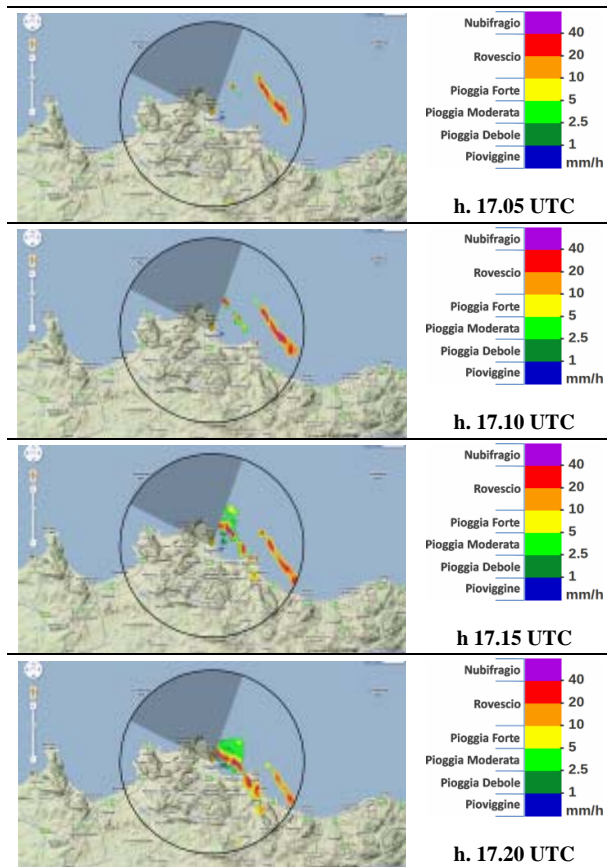 Nubifragio
40
Rovescio
20
10
Pioggia Forte
5
Pioggia Moderata
2.5
Pioggia Debole
1
Pioviggine
mm/h
h. 17.05 UTC
Nubifragio
40
Rovescio
20
10
Pioggia Forte
5
Pioggia Moderata
2.5
Pioggia Debole
1
Pioviggine
mm/h
h. 17.10 UTC
Nubifragio
40
Rovescio
20
10
Pioggia Forte
5
Pioggia Moderata
2.5
Pioggia Debole
1
Pioviggine
mm/h
h 17.15 UTC
Nubifragio
40
Rovescio
20
10
Pioggia Forte
5
Pioggia Moderata
2.5
Pioggia Debole
1
Pioviggine
mm/h
h. 17.20 UTC